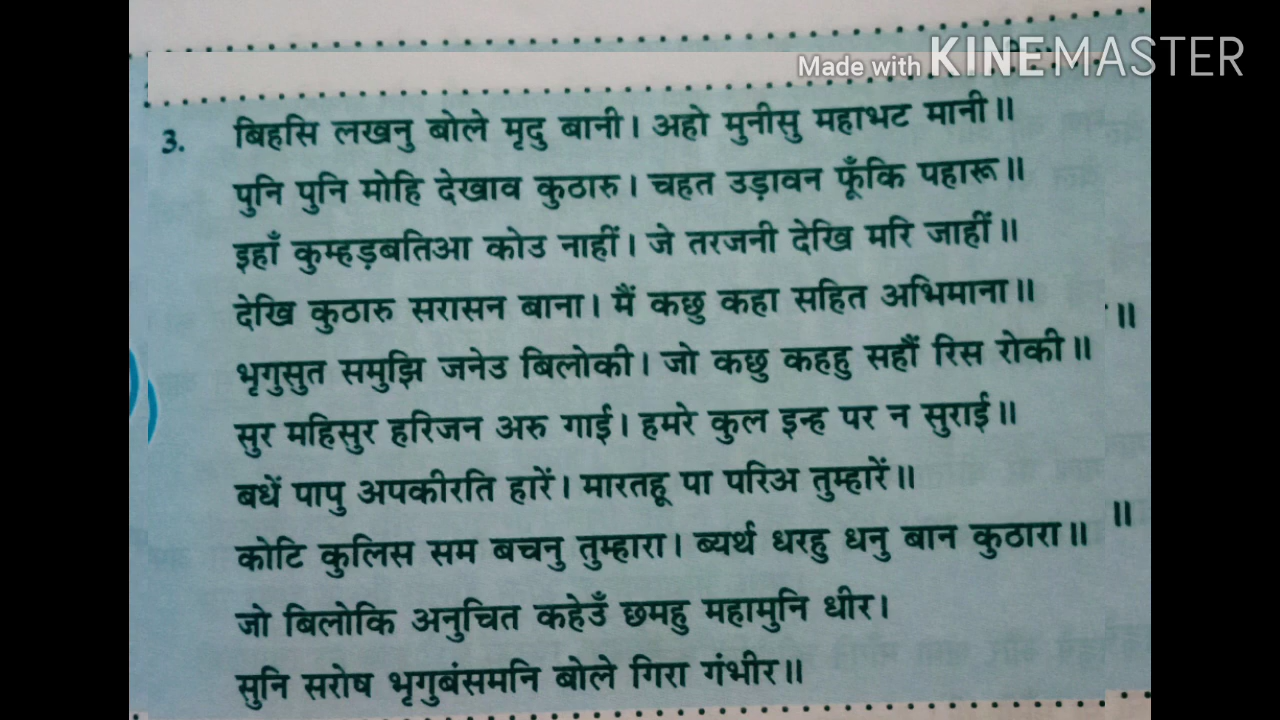 Made with KINEMASTER
3. बिहसि लखनु बोले मृदु बानी। अहो मुनीसु महाभट मानी॥
पुनि पुनि मोहि देखाव कुठारु। चहत उड़ावन फूँकि पहारू॥
इहाँ कुम्हड़बतिआ कोउ नाहीं। जे तरजनी देखि मरि जाहीं॥
देखि कुठारु सरासन बाना। मैं कछु कहा सहित अभिमाना॥
॥
भृगुसुत समुझि जनेउ बिलोकी। जो कछु कहहु सहौं रिस रोकी॥
सुर महिसुर हरिजन अरु गाई। हमरे कुल इन्ह पर न सुराई॥
बधें पापु अपकीरति हारें। मारतहू पा परिअ तुम्हारें॥
॥
कोटि कुलिस सम बचनु तुम्हारा। ब्यर्थ धरहु धनु बान कुठारा॥
जो बिलोकि अनुचित कहेउँ छमहु महामुनि धीर।
सुनि सरोष भृगुबंसमनि बोले गिरा गंभीर॥